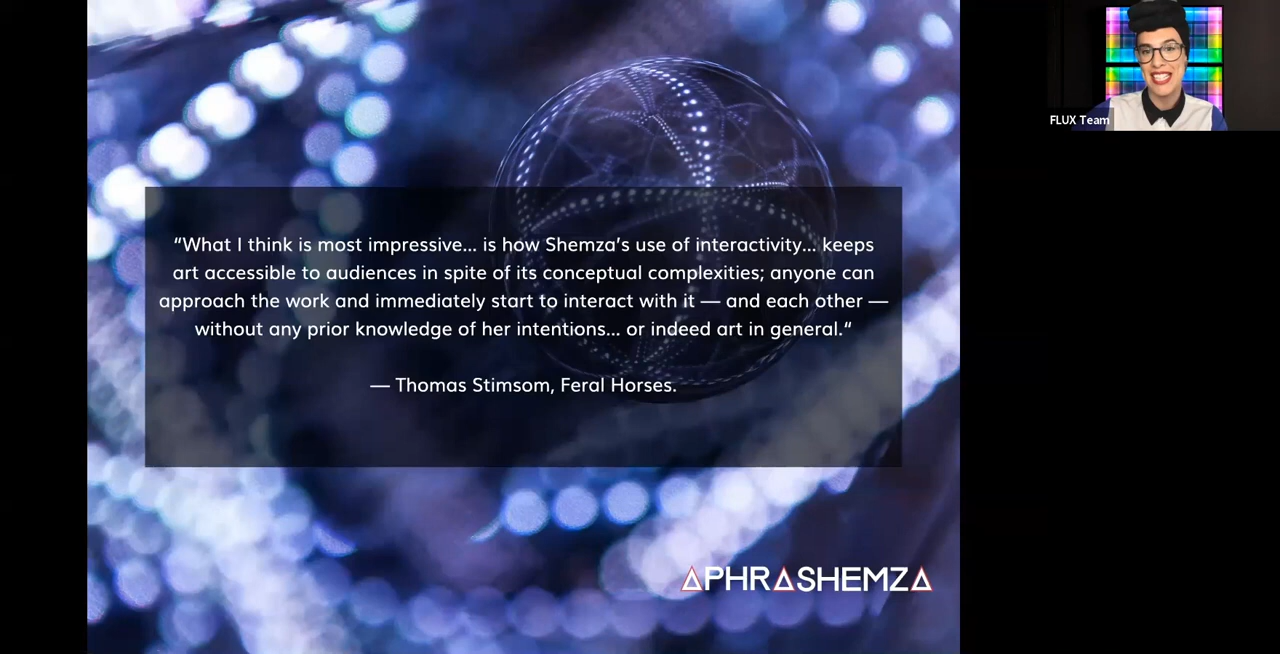 FLUX Team
“What I think is most impressive... is how Shemza’s use of interactivity... keeps
art accessible to audiences in spite of its conceptual complexities; anyone can
approach the work and immediately start to interact with it — and each other —
without any prior knowledge of her intentions... or indeed art in general.“
— Thomas Stimsom, Feral Horses.
APHRASHEMZA